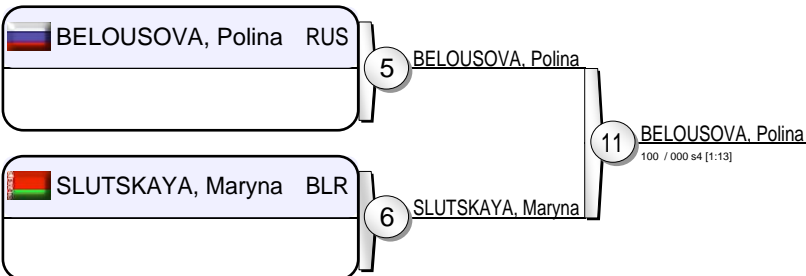 BELOUSOVA, Polina RUS
5
BELOUSOVA, Polina
11
BELOUSOVA, Polina
100 / 000 s4 [1:13]
SLUTSKAYA, Maryna BLR
6
SLUTSKAYA, Maryna